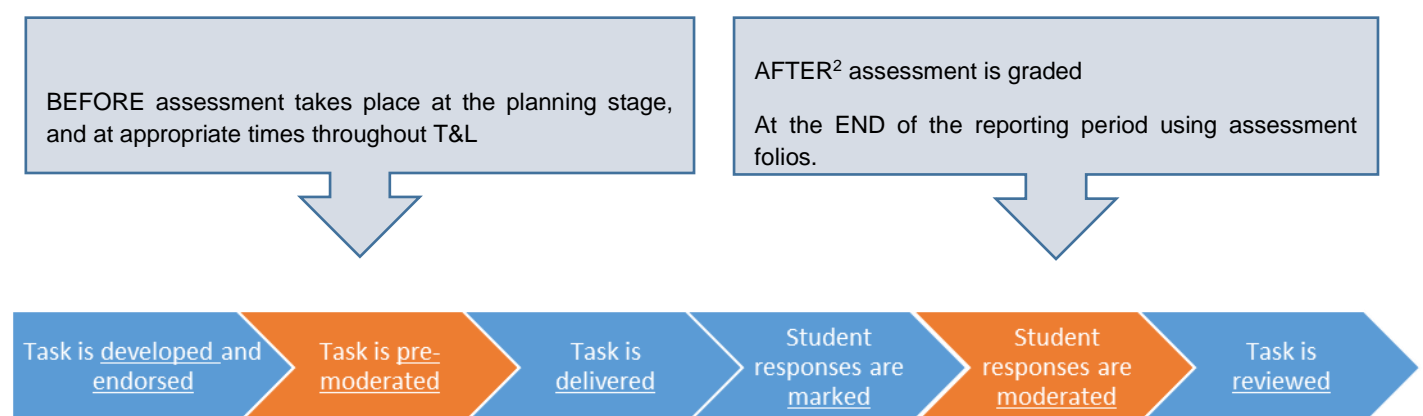 BEFORE assessment takes place at the planning stage,
and at appropriate times throughout T&L
AFTER² assessment is graded
At the END of the reporting period using assessment
folios.
Task is developed and
endorsed
Task is pre-
moderated
Task is
delivered
Student
responses are
marked
Student
responses are
moderated
Task is
reviewed